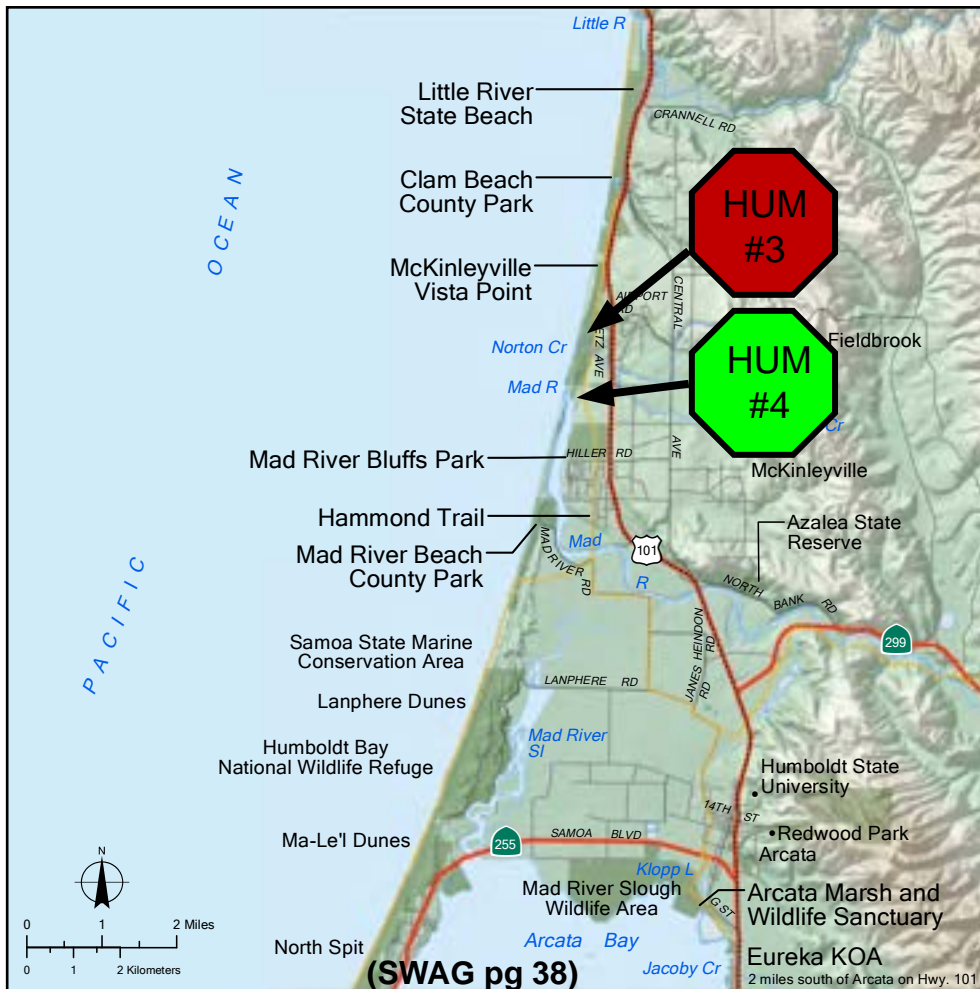 Little R
Little River
State Beach
CRANNELL RD
Clam Beach
County Park
HUM
#3
OCEAN
McKinleyville
Vista Point
AIRPORT
RD
CENTRAL
AVE
Norton Cr
ETZ AVE
Fieldbrook
Mad R
HUM
#4
Cr
Mad River Bluffs Park
HILLER RD
McKinleyville
Hammond Trail
Azalea State
Reserve
Mad
R
101
Mad River Beach
County Park
MAD RIVER RD
NORTH BANK RD
PACIFIC
299
Samoa State Marine
Conservation Area
JANES HEINDON RD
RD
LANPHERE RD
Lanphere Dunes
Mad River
Sl
Humboldt Bay
National Wildlife Refuge
Humboldt State
University
14TH ST
Ma-Le'l Dunes
255
SAMOA BLVD
Redwood Park
Arcata
Klopp L
Mad River Slough
Wildlife Area
G ST
Arcata Marsh and
Wildlife Sanctuary
N
0 1 2 Miles
0 1 2 Kilometers
North Spit
Arcata Bay
(SWAG pg 38)
Jacoby Cr
Eureka KOA
2 miles south of Arcata on Hwy. 101